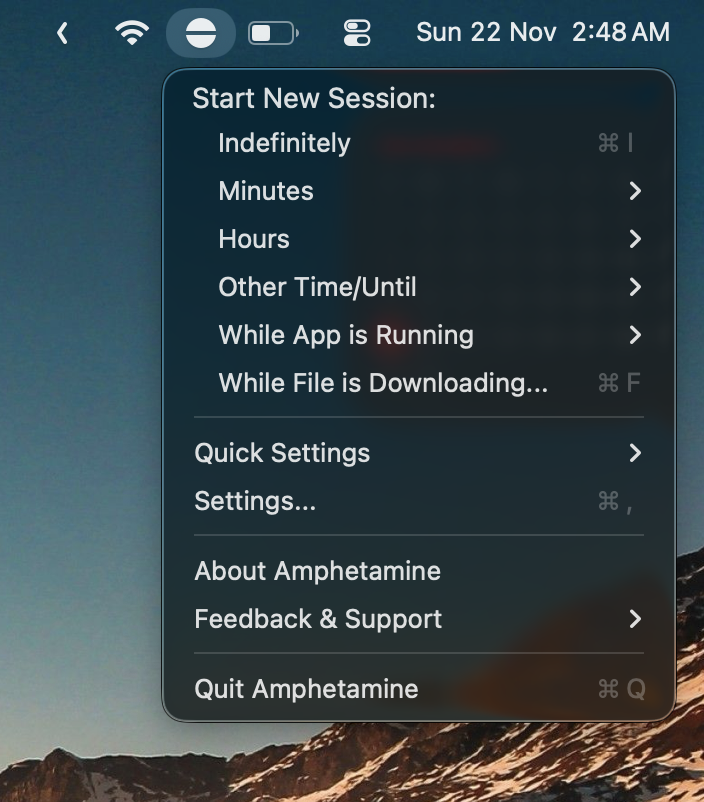 Sun 22 Nov 2:48 AM
Start New Session:
Indefinitely ⌘ I
Minutes
Hours
Other Time/Until
While App is Running
While File is Downloading... ⌘ F
Quick Settings
Settings... ⌘ ,
About Amphetamine
Feedback & Support
Quit Amphetamine ⌘ Q